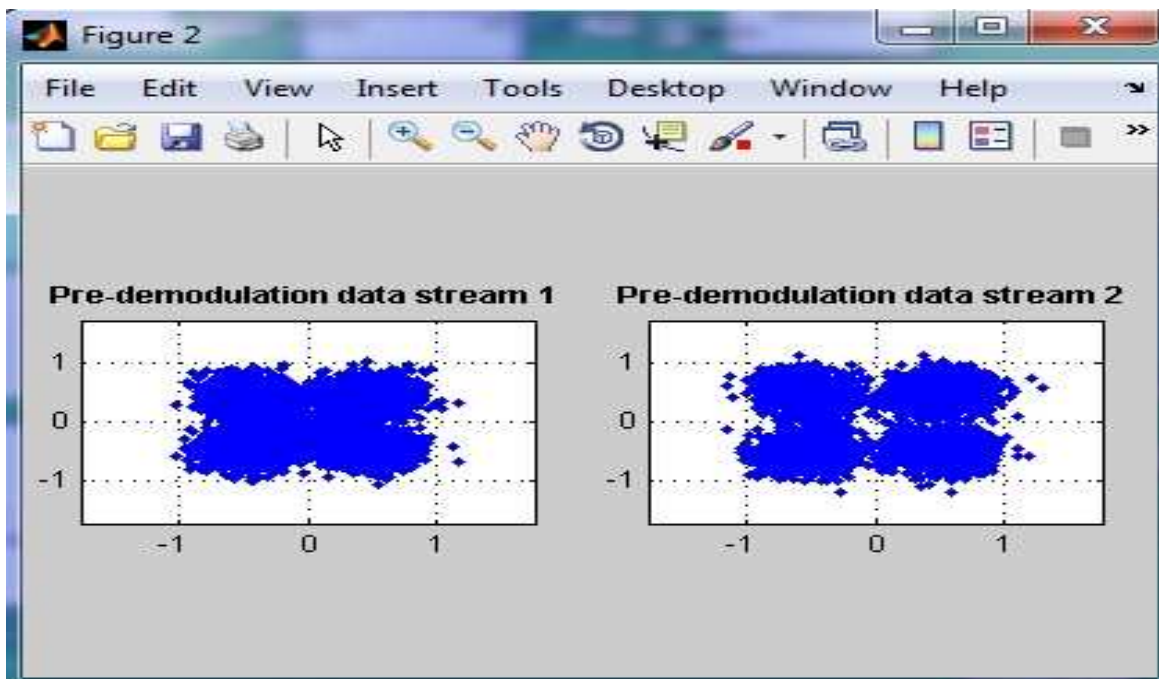 Figure 2
File Edit View Insert Tools Desktop Window Help
Pre-demodulation data stream 1
1
0
-1
-1 0 1
Pre-demodulation data stream 2
1
0
-1
-1 0 1